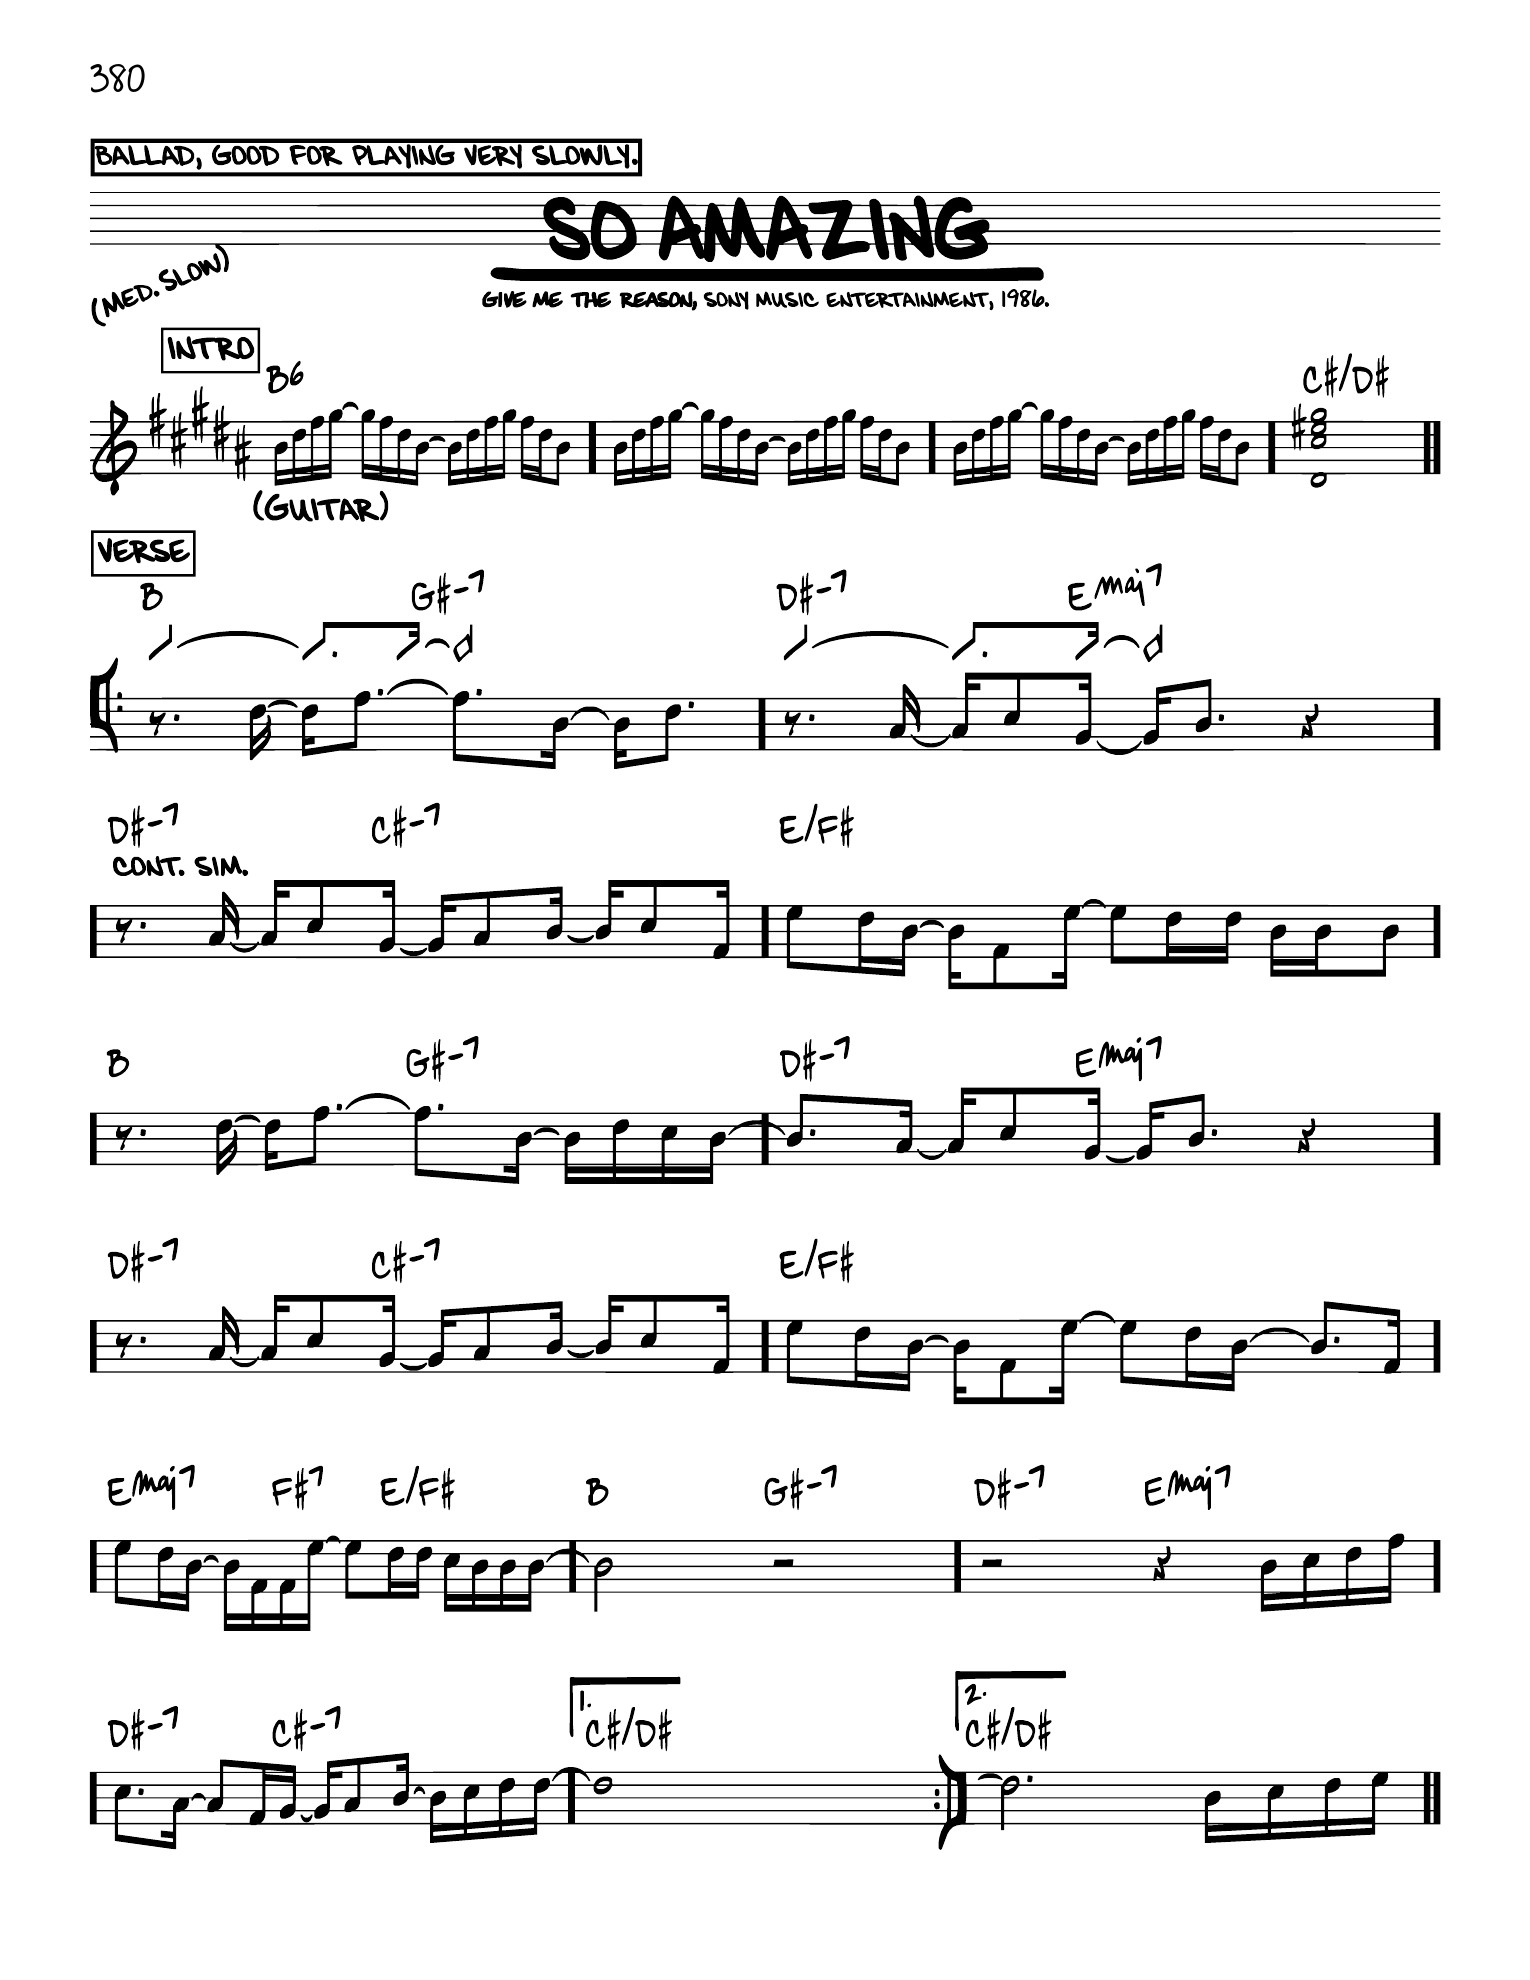 380
BALLAD, GOOD FOR PLAYING VERY SLOWLY.
SO AMAZING
(MED. SLOW)
GIVE ME THE REASON, SONY MUSIC ENTERTAINMENT, 1986.
INTRO
B6 C#/D#
(GUITAR)
VERSE
B G#-7 D#-7 Emaj7
D#-7 C#-7 E/F#
CONT. SIM.
B G#-7 D#-7 Emaj7
D#-7 C#-7 E/F#
Emaj7 F#7 E/F# B G#-7 D#-7 Emaj7
1. 2.
D#-7 C#-7 C#/D# C#/D#